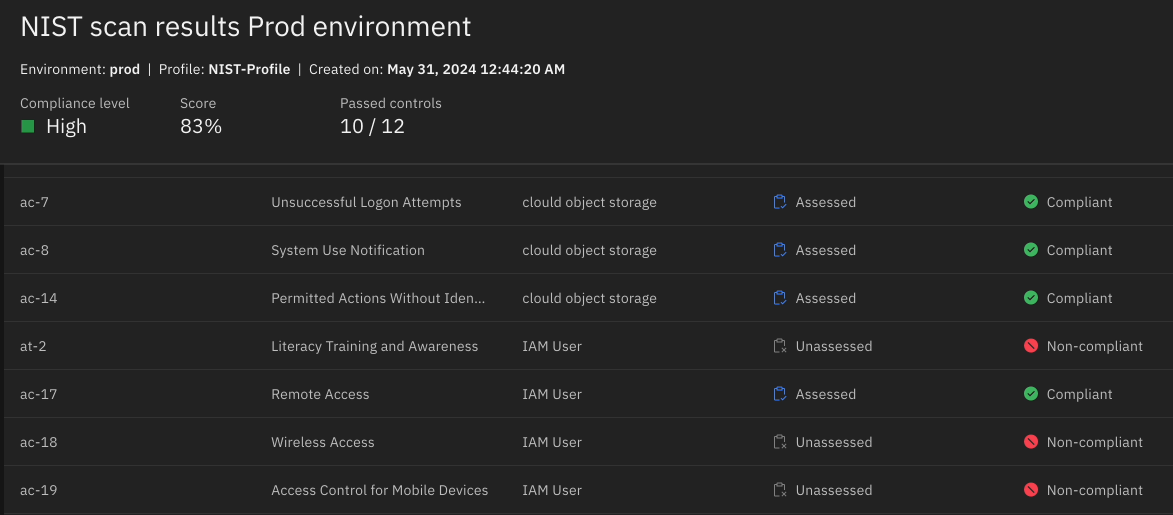 NIST scan results Prod environment
Environment: prod | Profile: NIST-Profile | Created on: May 31, 2024 12:44:20 AM
Compliance level Score Passed controls
High 83% 10 / 12
ac-7 Unsuccessful Logon Attempts clould object storage Assessed Compliant
ac-8 System Use Notification clould object storage Assessed Compliant
ac-14 Permitted Actions Without Iden... clould object storage Assessed Compliant
at-2 Literacy Training and Awareness IAM User Unassessed Non-compliant
ac-17 Remote Access IAM User Assessed Compliant
ac-18 Wireless Access IAM User Unassessed Non-compliant
ac-19 Access Control for Mobile Devices IAM User Unassessed Non-compliant